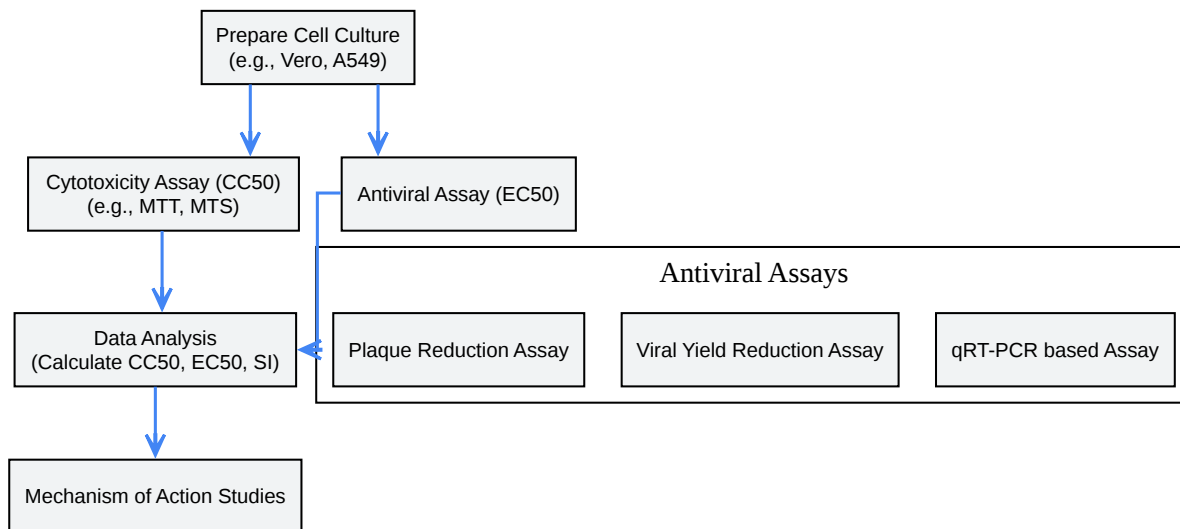 Prepare Cell Culture
(e.g., Vero, A549)
Cytotoxicity Assay (CC50)
(e.g., MTT, MTS)
Antiviral Assay (EC50)
Antiviral Assays
Data Analysis
(Calculate CC50, EC50, SI)
Plaque Reduction Assay
Viral Yield Reduction Assay
qRT-PCR based Assay
Mechanism of Action Studies